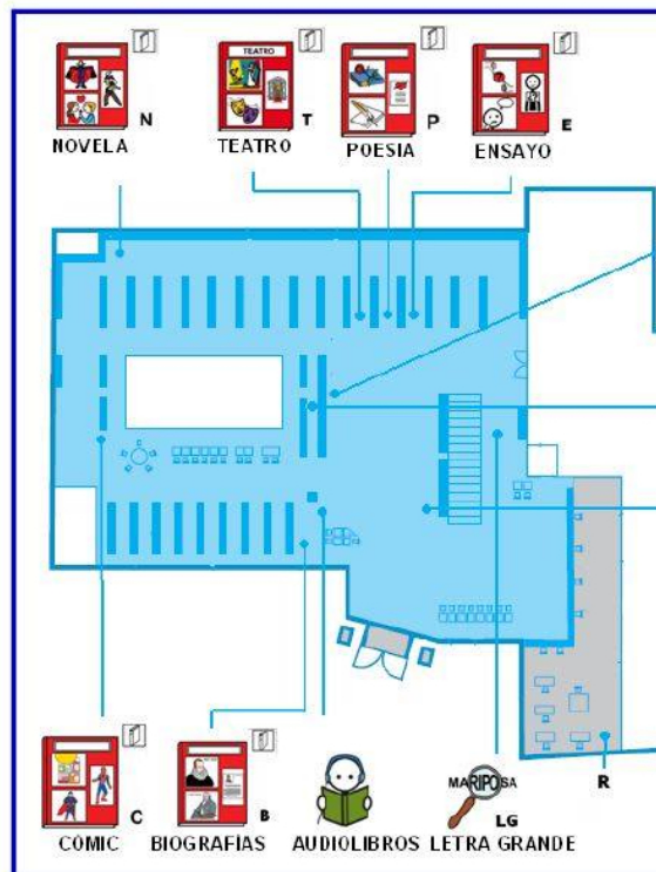 TEATRO
N
T
P
E
NOVELA
TEATRO
POESIA
ENSAYO
MARIPOSA
C
B
LG
R
CÓMIC
BIOGRAFÍAS
AUDIOLIBROS
LETRA GRANDE